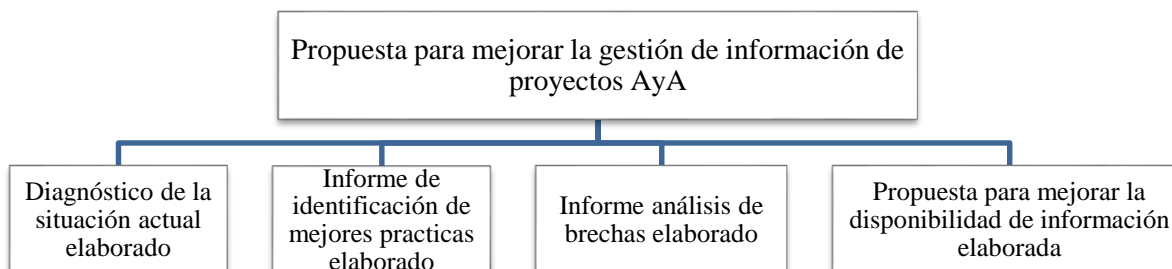 Propuesta para mejorar la gestión de información de
proyectos AyA
Diagnóstico de la
situación actual
elaborado
Informe de
identificación de
mejores practicas
elaborado
Informe análisis de
brechas elaborado
Propuesta para mejorar la
disponibilidad de información
elaborada